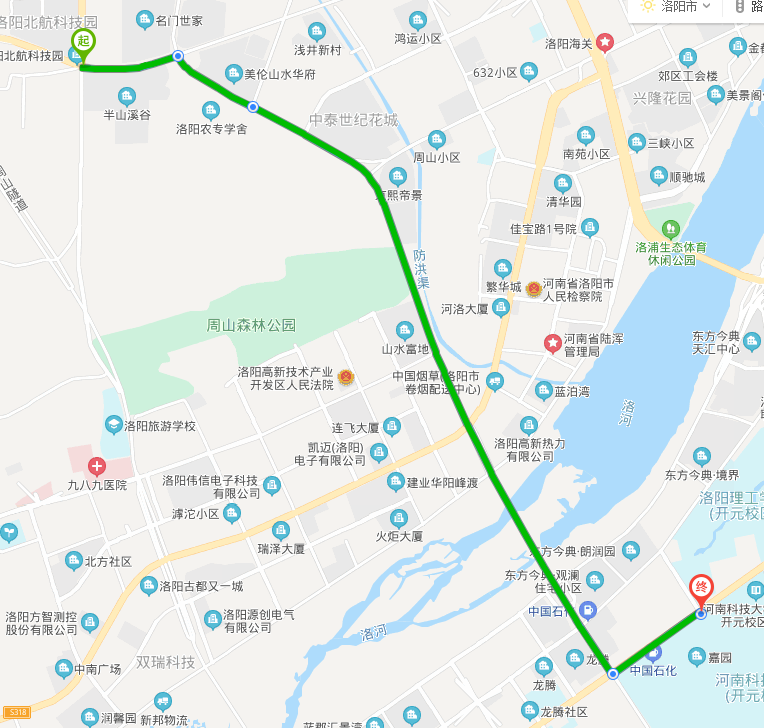 洛阳北航科技园
名门世家
起
阳北航科技园
美伦山水华府
浅井新村
鸿运小区
洛阳海关
洛阳市
路
632小区
郊区工会楼
金都
兴隆花园
美景阁
半山溪谷
洛阳农专学舍
中泰世纪花城
周山小区
南苑小区
三峡小区
周山隧道
熙帝景
清华园
顺驰城
佳宝路1号院
洛浦生态体育
休闲公园
防洪渠
繁华城
河南省洛阳市
人民检察院
河洛大厦
周山森林公园
山水富地
河南省陆浑
管理局
东方今典
天汇中心
洛阳高新技术产业
开发区人民法院
中国烟草(洛阳市
卷烟配送中心)
蓝泊湾
洛河
洛阳旅游学校
连飞大厦
洛阳高新热力
有限公司
凯迈(洛阳)
电子有限公司
九八九医院
洛阳伟信电子科技
有限公司
建业华阳峰渡
东方今典·境界
洛阳理工学
(开元校区
滹沱小区
瑞泽大厦
火炬大厦
北方社区
东方今典·朗润园
东方今典·观澜
住宅小区
洛阳古都又一城
终
洛阳方智测控
股份有限公司
洛阳源创电气
有限公司
洛河
中国石化
河南科技大
开元校区
双瑞科技
中南广场
龙腾
中国石化
嘉园
龙腾
河南科技
(开元校
S318
润馨园
新邦物流
龙腾社区
蓝郡汇景湾